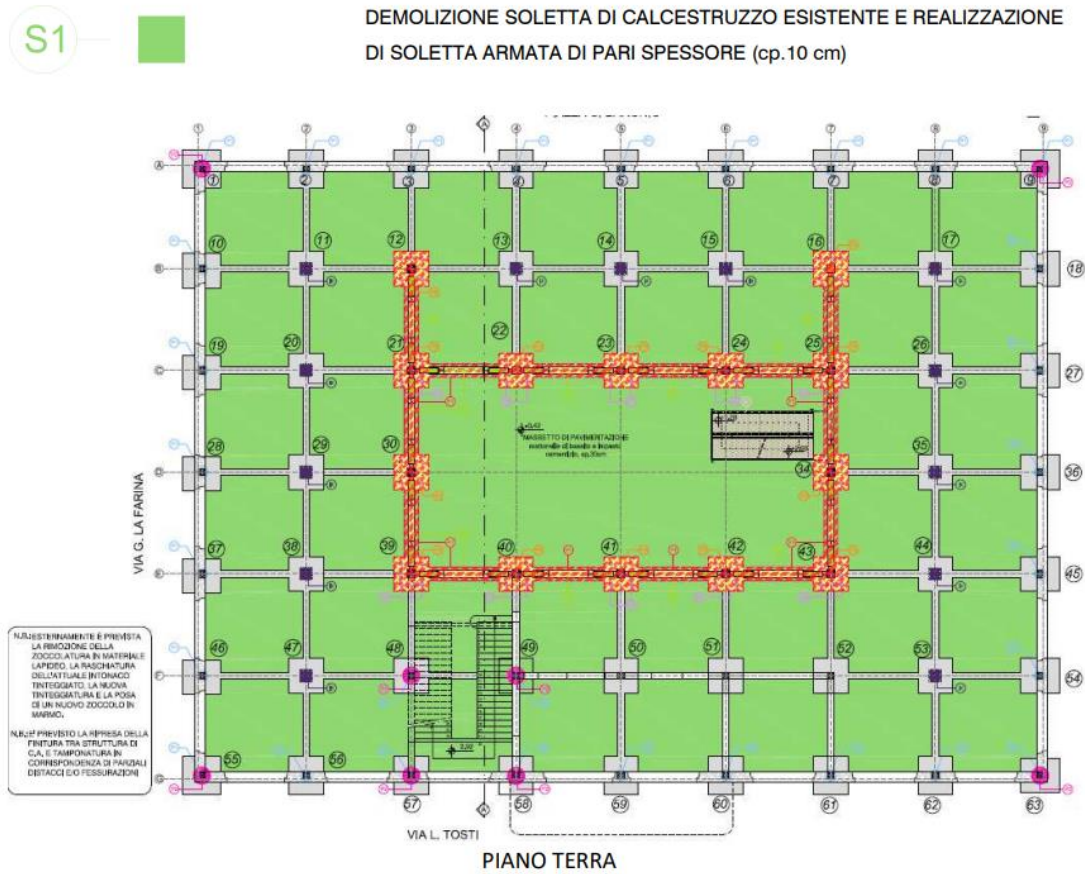 S1
DEMOLIZIONE SOLETTA DI CALCESTRUZZO ESISTENTE E REALIZZAZIONE
DI SOLETTA ARMATA DI PARI SPESSORE (cp.10 cm)
1 2 3 4 5 6 7 8 9
A
1 2 3 4 5 6 7 8 9
10 11 12 13 14 15 16 17
B 18
19 20 21 22 23 24 25 26
C 27
MASSETTO DI PAVIMENTAZIONE
28 29 30 34 35
D 36
VIA G. LA FARINA
37 38 39 40 41 42 43 44
E 45
N.B.: ESTERNAMENTE È PREVISTA
LA RIMOZIONE DELLA
ZOCCOLATURA IN MATERIALE
LAPIDEO, LA RASCHIATURA
DELL'ATTUALE INTONACO
TINTEGGIATO, LA NUOVA
TINTEGGIATURA E LA POSA
DI UN NUOVO ZOCCOLO IN
MARMO.
46 47 48 49 50 51 52 53
F 54
N.B.: E' PREVISTO LA RIPRESA DELLA
FINITURA TRA STRUTTURA DI
C.A. E TAMPONATURA IN
CORRISPONDENZA DI PARZIALI
DISTACCHI E/O FESSURAZIONI
55 56
G
57 58 59 60 61 62 63
A
VIA L. TOSTI
PIANO TERRA